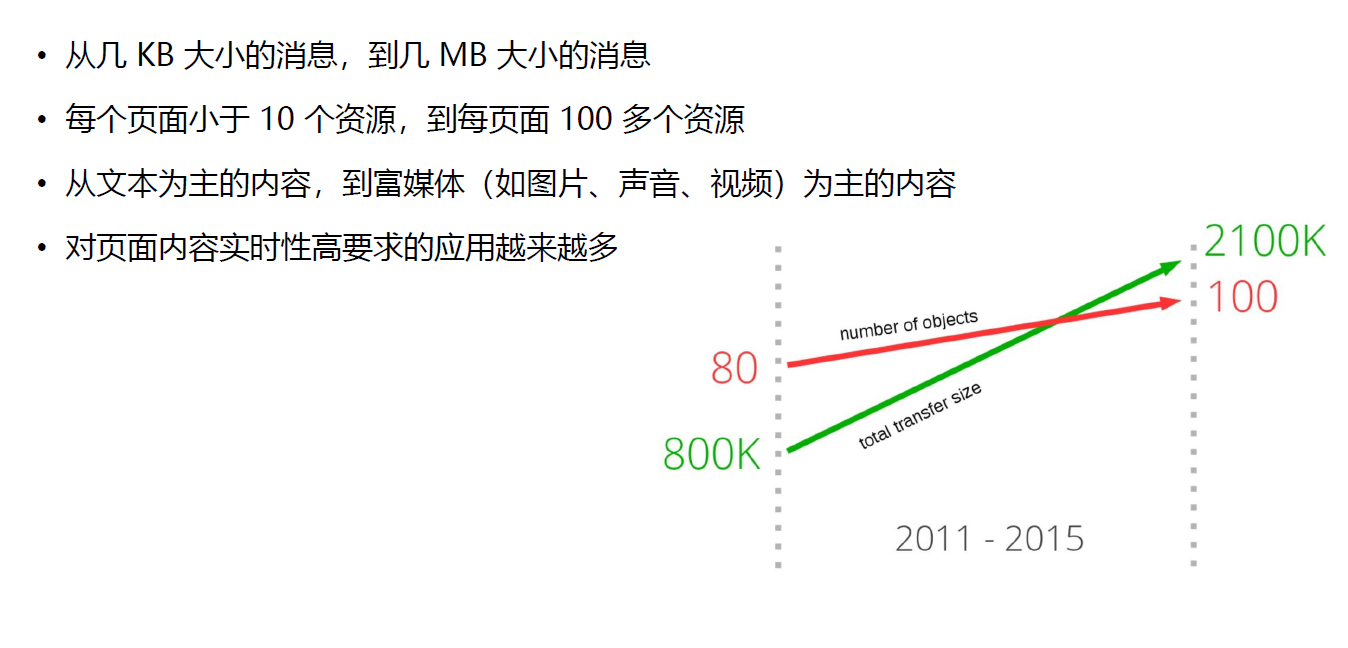 • 从几 KB 大小的消息，到几 MB 大小的消息
• 每个页面小于 10 个资源，到每页面 100 多个资源
• 从文本为主的内容，到富媒体（如图片、声音、视频）为主的内容
• 对页面内容实时性高要求的应用越来越多
2100K
100
number of objects
80
total transfer size
800K
2011 - 2015